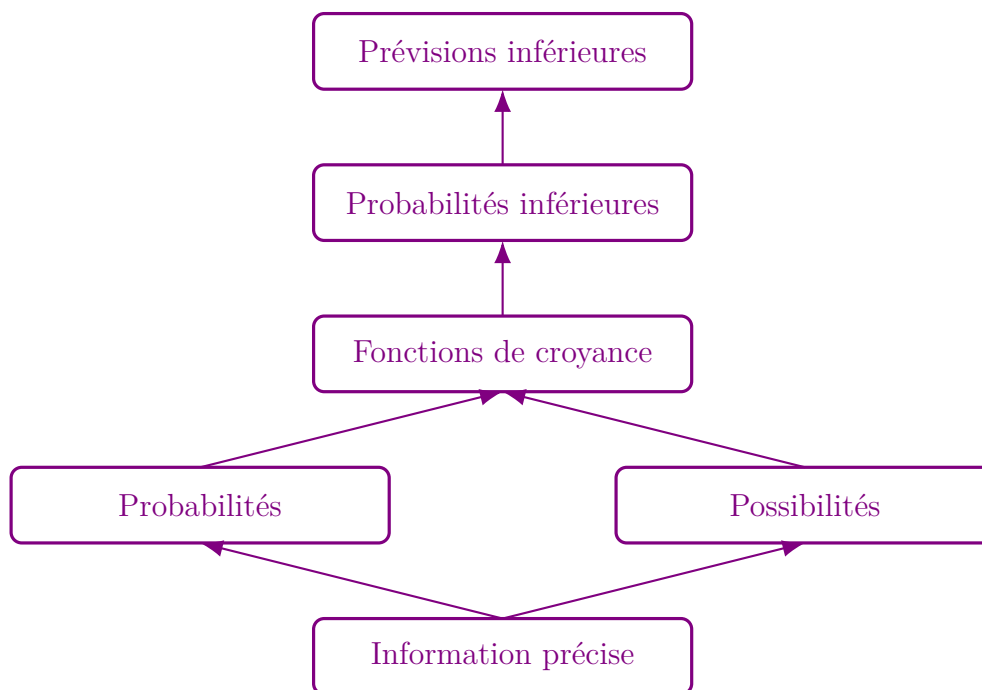 Prévisions inférieures
Probabilités inférieures
Fonctions de croyance
Probabilités
Possibilités
Information précise